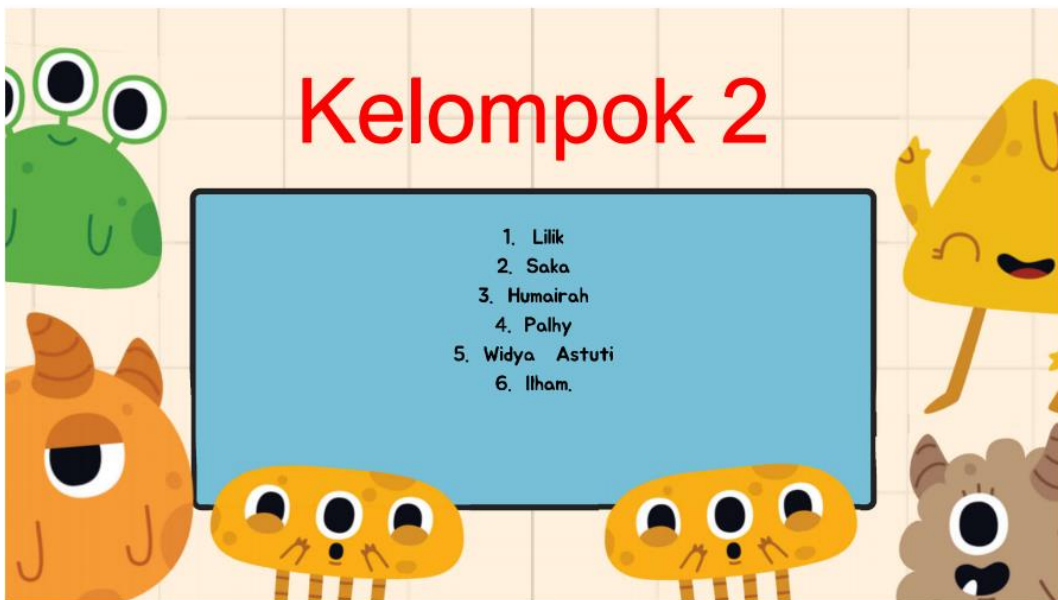 Kelompok 2
1. Lilik
2. Saka
3. Humairah
4. Palhy
5. Widya Astuti
6. Ilham.